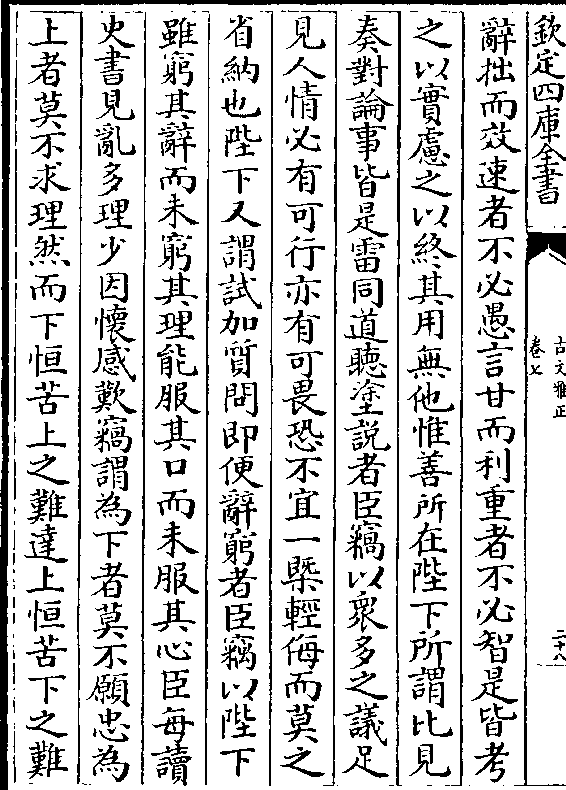 欽定四庫全書
古文雅正
卷七
二十八
辭拙而效速者不必愚言甘而利重者不必智是皆考
之以實慮之以終其用無他惟善所在陛下所謂比見
奏對論事皆是雷同道聽塗説者臣竊以衆多之議足
見人情必有可行亦有可畏恐不宜一槩輕侮而莫之
省納也陛下又謂試加質問即便辭窮者臣竊以陛下
雖窮其辭而未窮其理能服其口而未服其心臣每讀
史書見亂多理少因懷感歎竊謂為下者莫不願忠為
上者莫不求理然而下恒苦上之難達上恒苦下之難